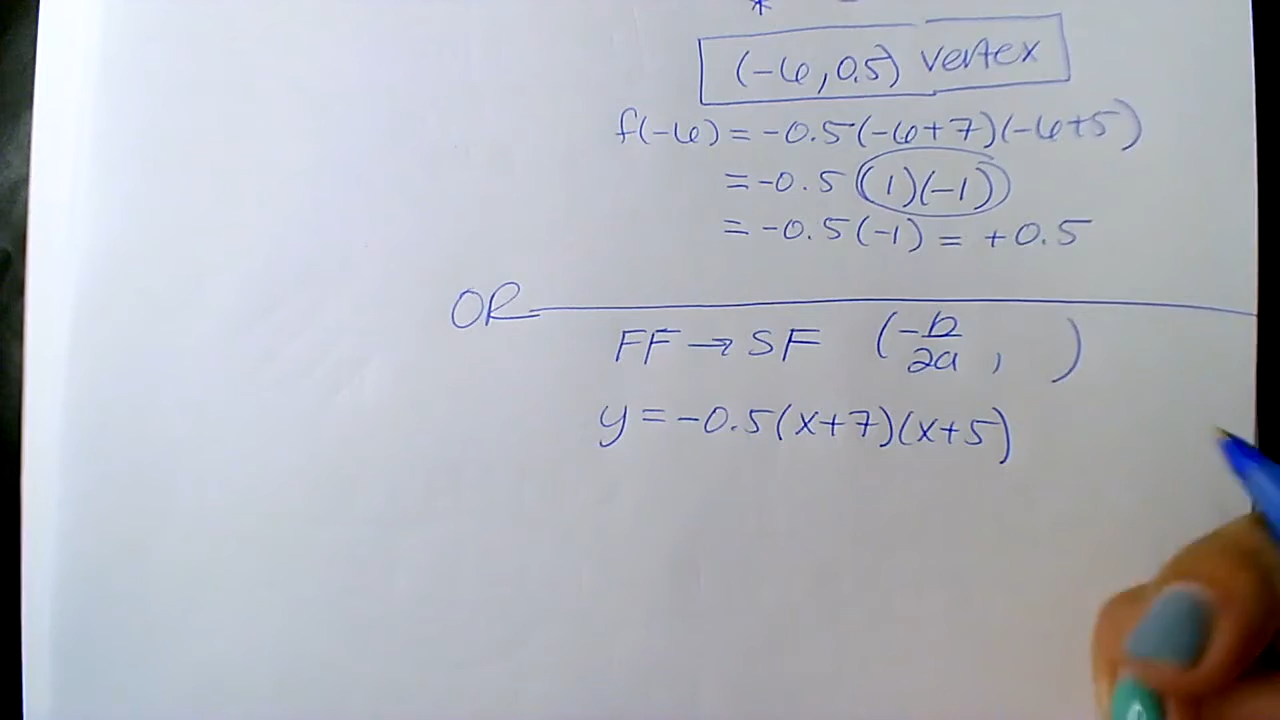 *
(-6, 0.5) vertex
f(-6) = -0.5(-6+7)(-6+5)
= -0.5 (1)(-1)
= -0.5(-1) = +0.5
OR
FF → SF (-b/2a, )
y = -0.5(x+7)(x+5)